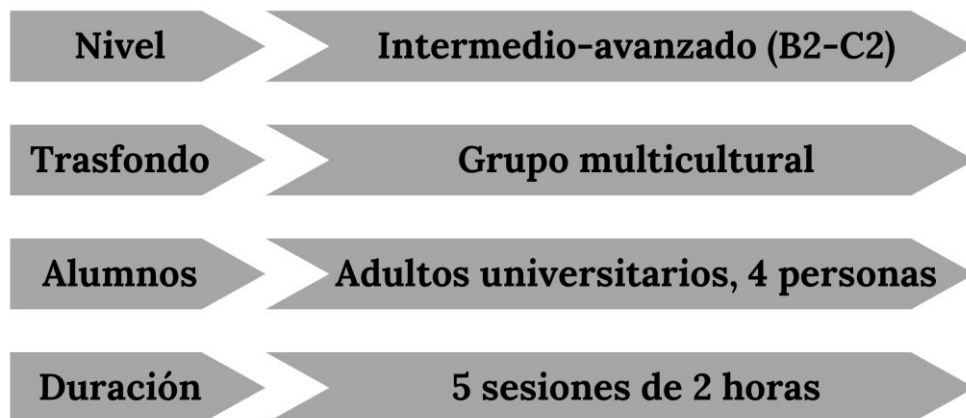 Nivel
Intermedio-avanzado (B2-C2)
Trasfondo
Grupo multicultural
Alumnos
Adultos universitarios, 4 personas
Duración
5 sesiones de 2 horas